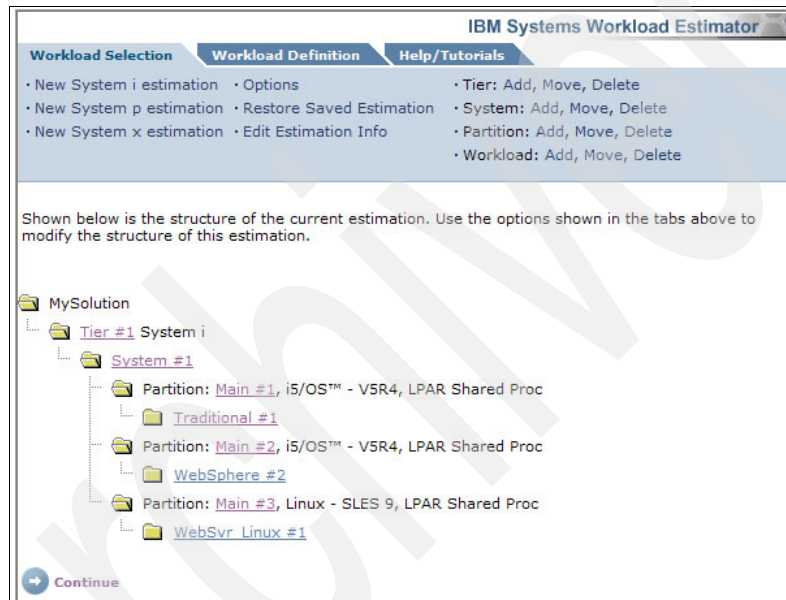 IBM Systems Workload Estimator
Workload Selection Workload Definition Help/Tutorials
· New System i estimation · Options · Tier: Add, Move, Delete
· New System p estimation · Restore Saved Estimation · System: Add, Move, Delete
· New System x estimation · Edit Estimation Info · Partition: Add, Move, Delete
· Workload: Add, Move, Delete
Shown below is the structure of the current estimation. Use the options shown in the tabs above to
modify the structure of this estimation.
MySolution
Tier #1 System i
System #1
Partition: Main #1, i5/OS™ - V5R4, LPAR Shared Proc
Traditional #1
Partition: Main #2, i5/OS™ - V5R4, LPAR Shared Proc
WebSphere #2
Partition: Main #3, Linux - SLES 9, LPAR Shared Proc
WebSvr_Linux #1
Continue